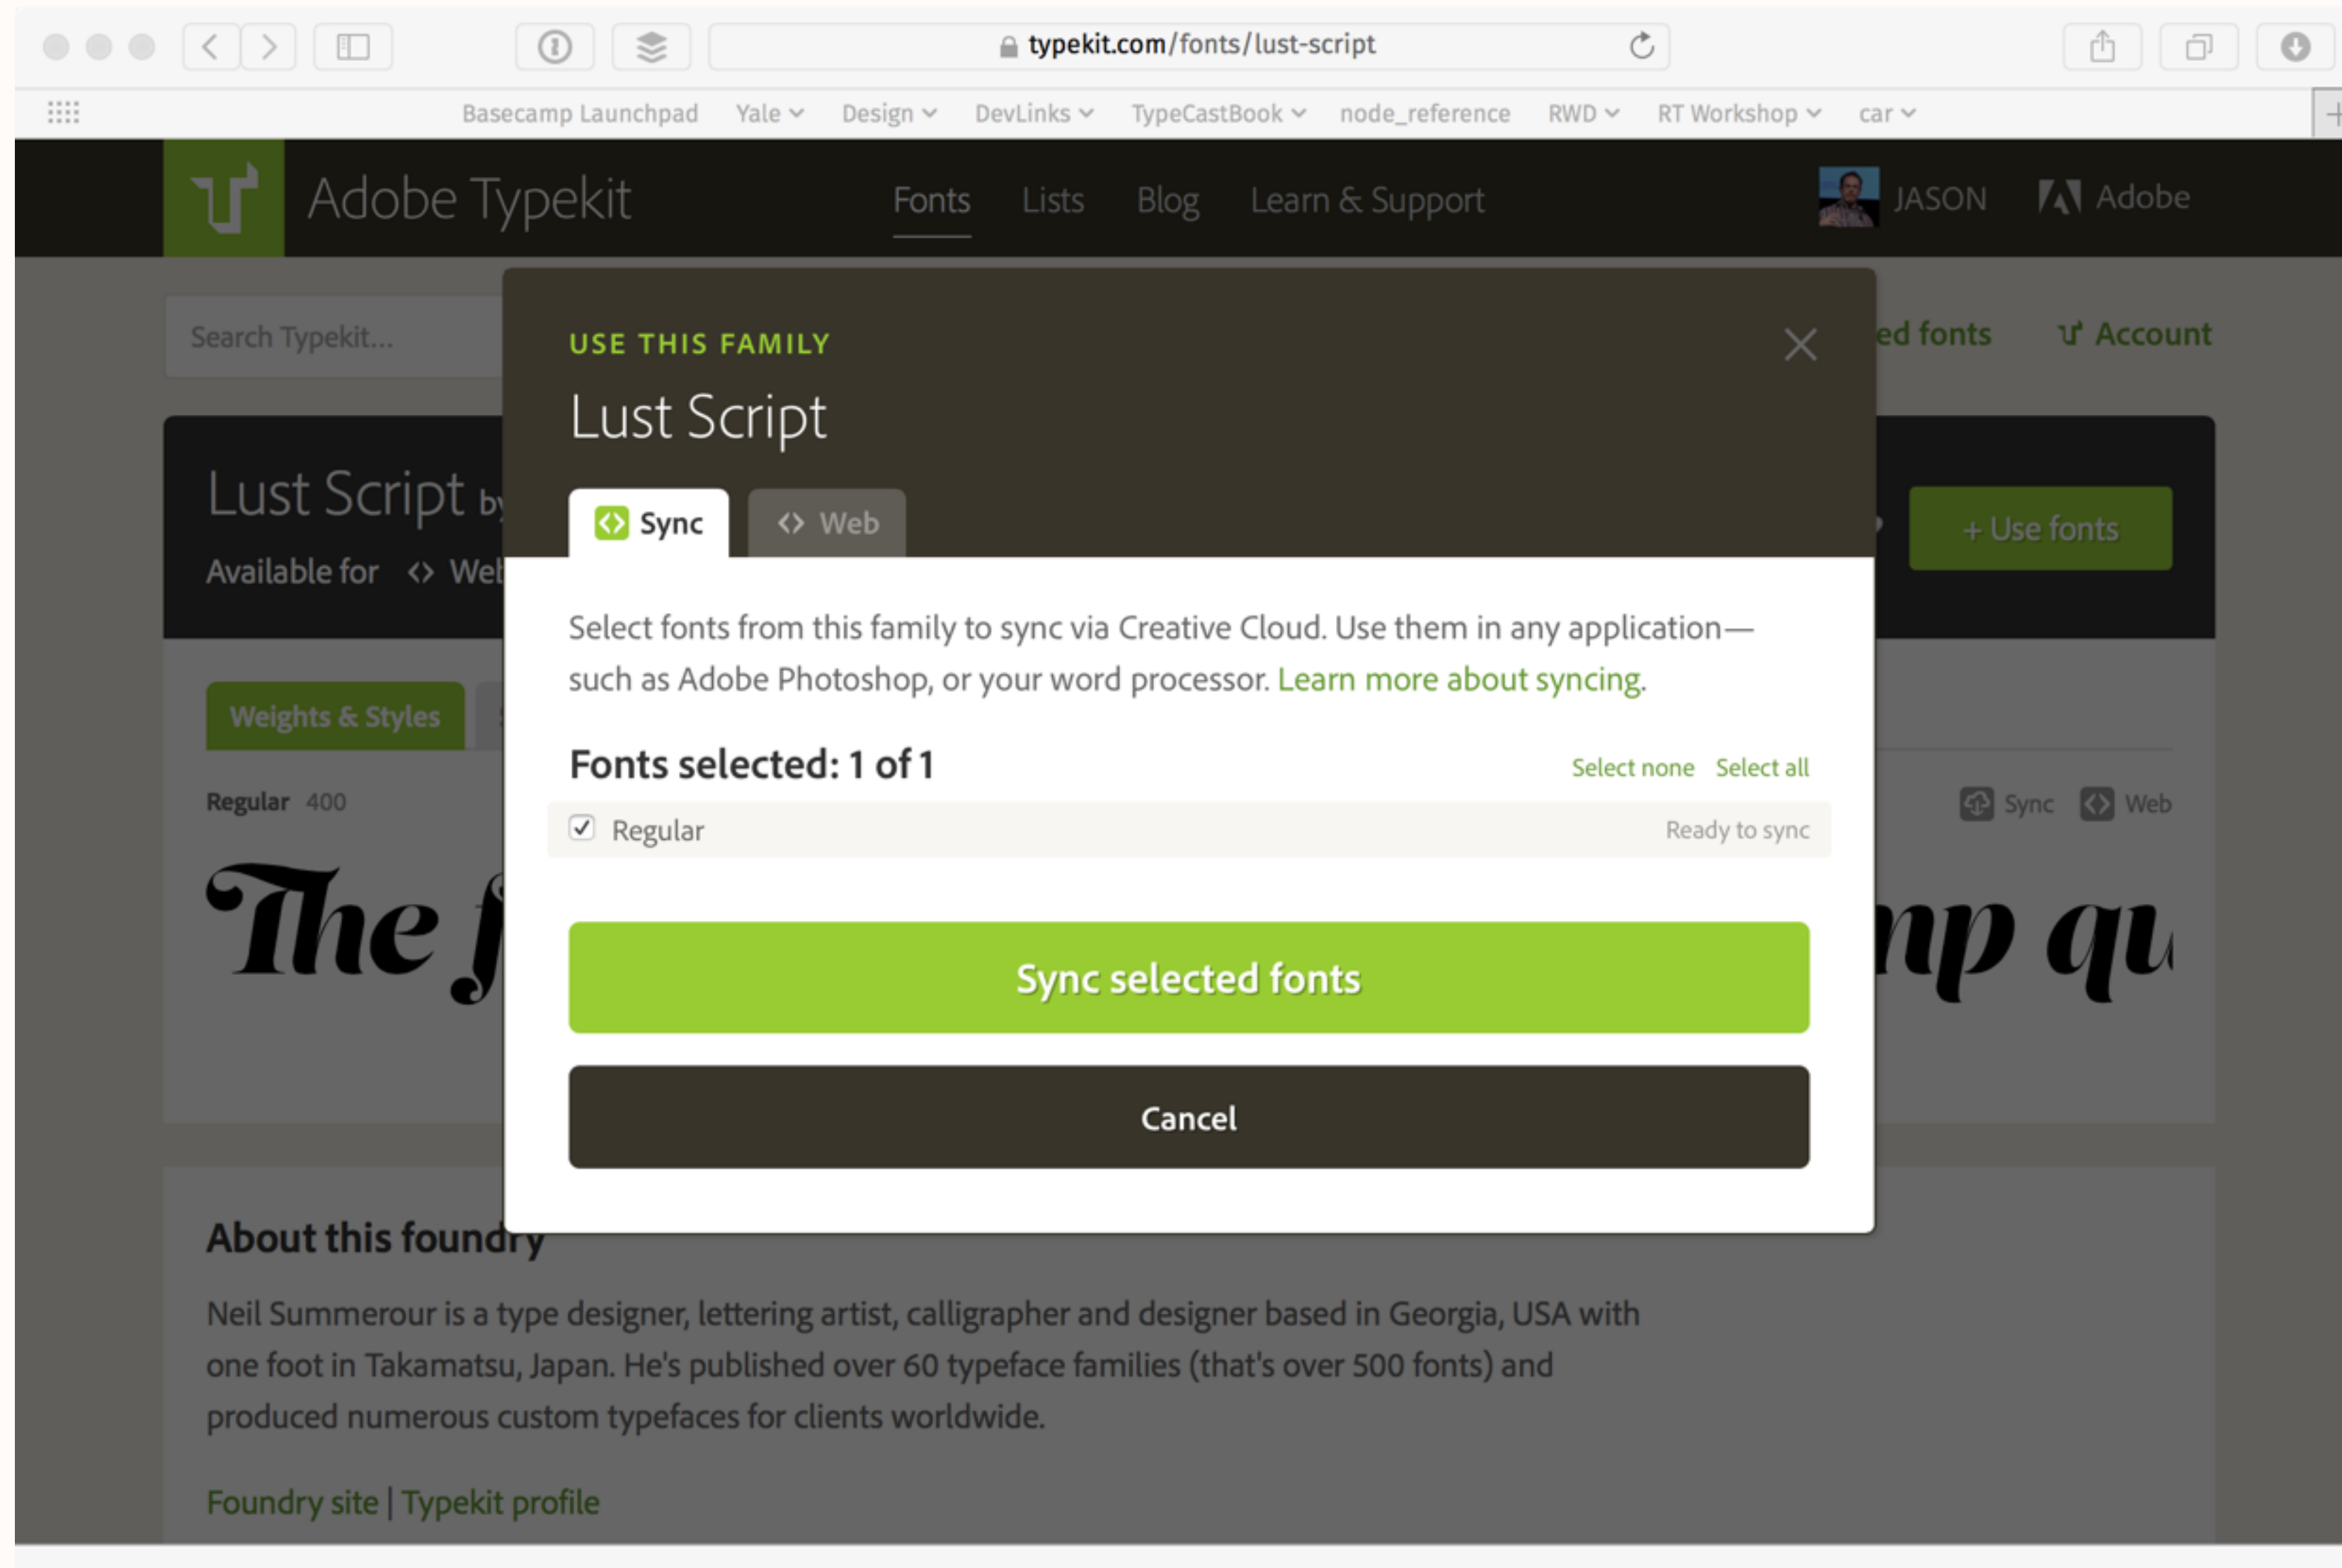 typekit.com/fonts/lust-script
Basecamp Launchpad Yale Design DevLinks TypeCastBook node_reference RWD RT Workshop car
Adobe Typekit Fonts Lists Blog Learn & Support JASON Adobe
Search Typekit... ed fonts Account
USE THIS FAMILY
Lust Script
Lust Script by
Available for <> Web
+ Use fonts
Sync <> Web
Select fonts from this family to sync via Creative Cloud. Use them in any application—
such as Adobe Photoshop, or your word processor. Learn more about syncing.
Weights & Styles
Fonts selected: 1 of 1 Select none Select all
Regular 400 Sync Web
Regular Ready to sync
The f mp qu
Sync selected fonts
Cancel
About this foundry
Neil Summerour is a type designer, lettering artist, calligrapher and designer based in Georgia, USA with
one foot in Takamatsu, Japan. He's published over 60 typeface families (that's over 500 fonts) and
produced numerous custom typefaces for clients worldwide.
Foundry site | Typekit profile